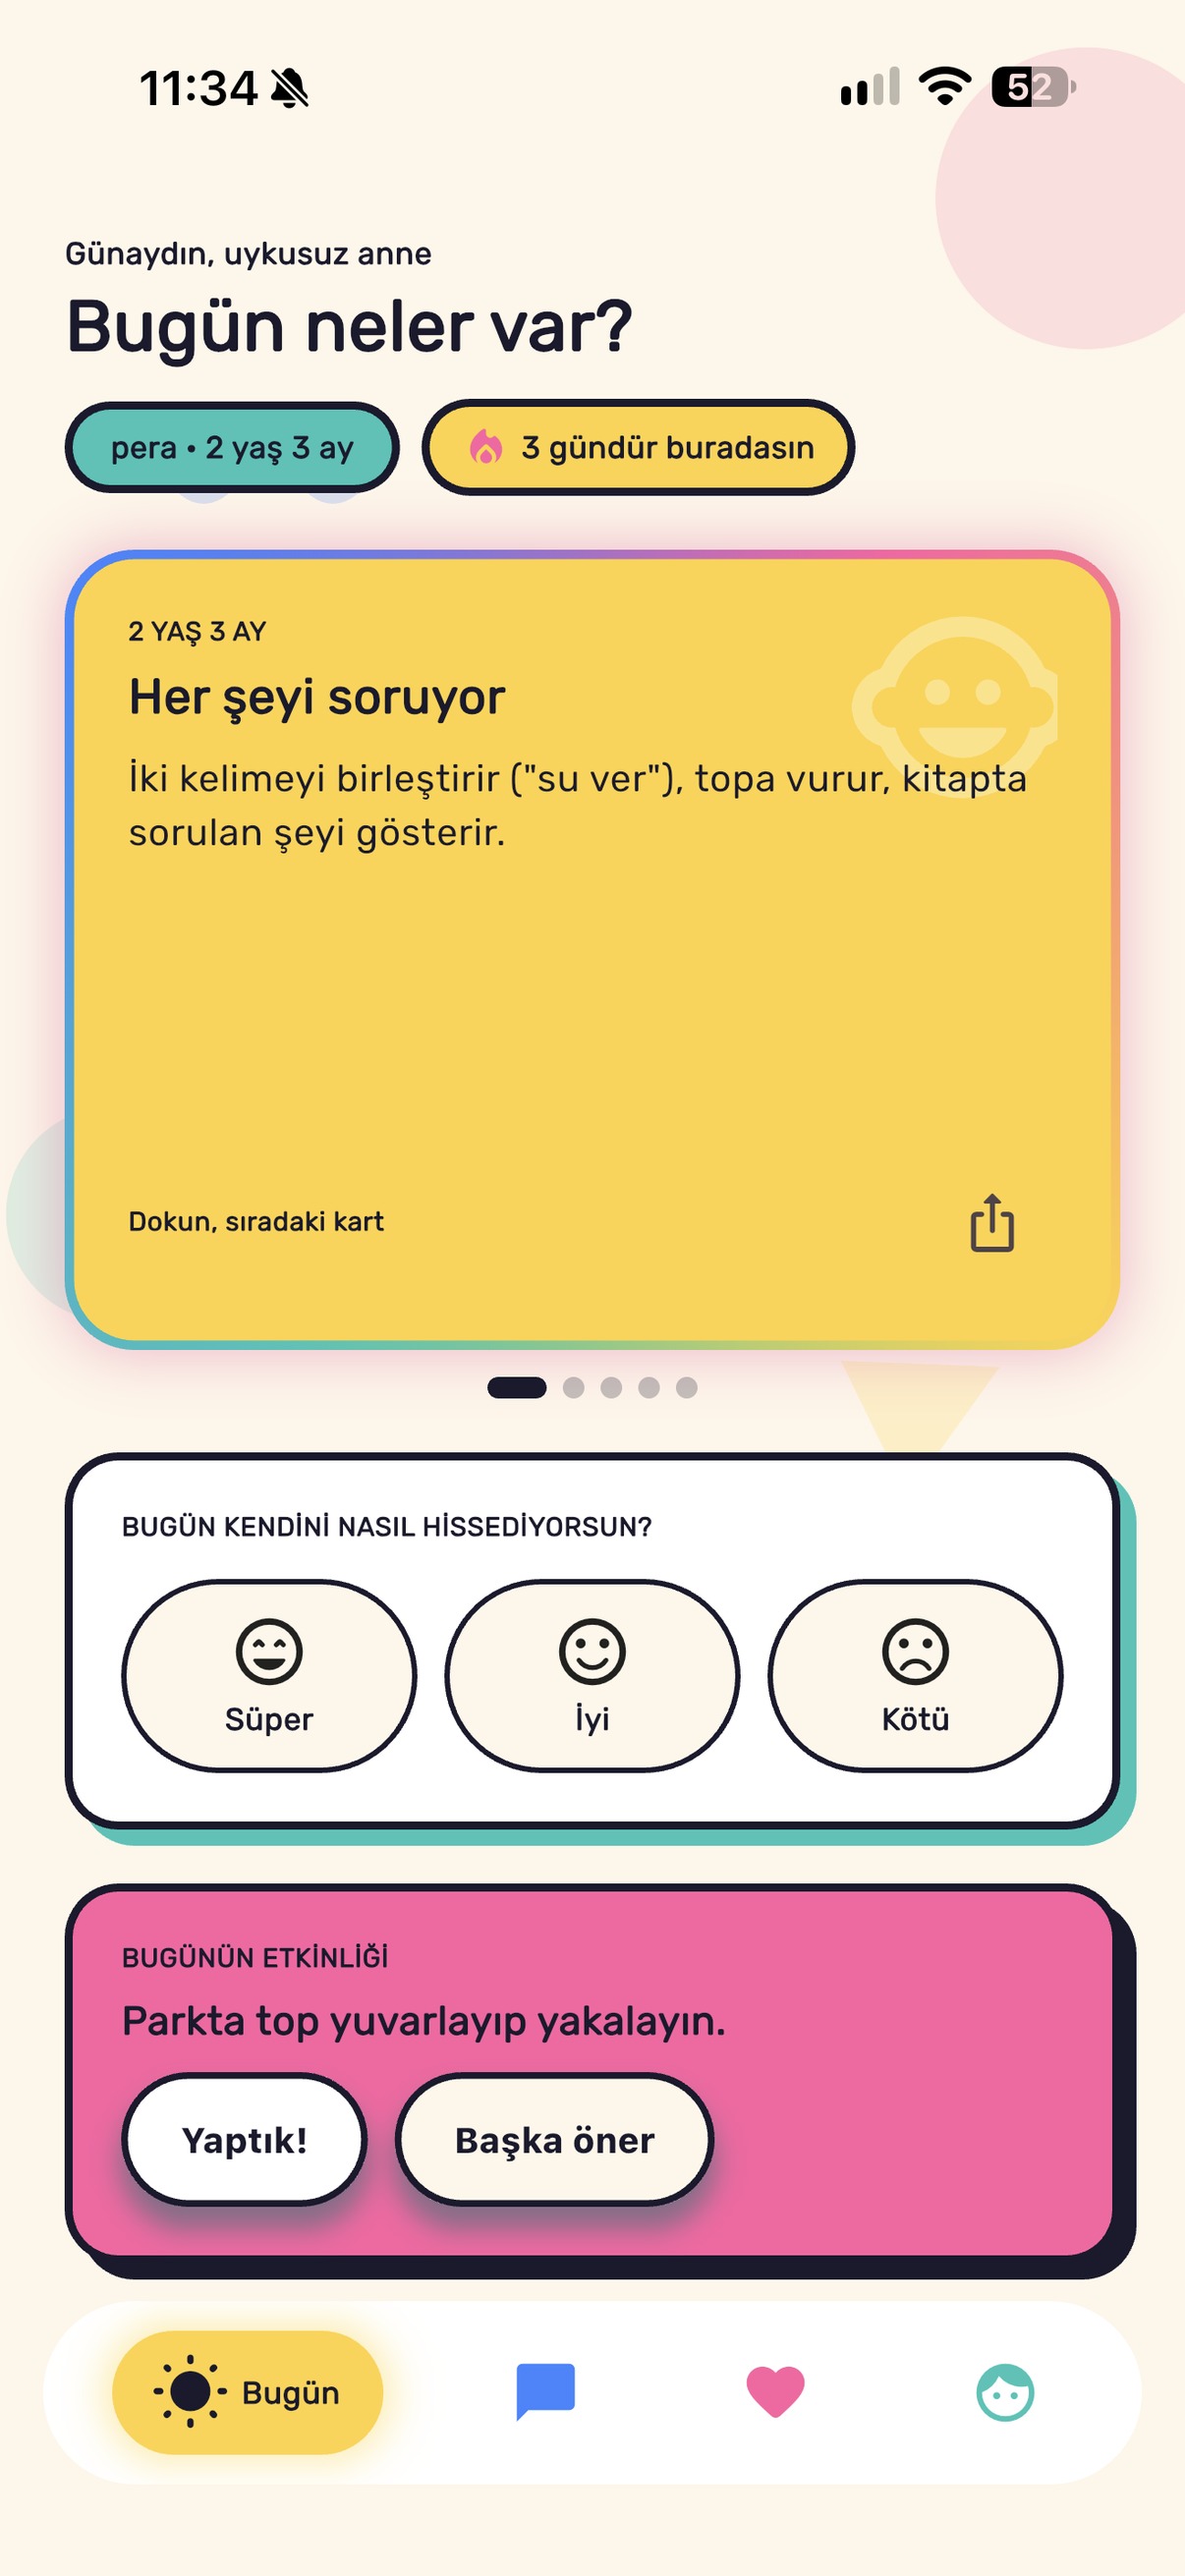 11:34
52
Günaydın, uykusuz anne
Bugün neler var?
pera • 2 yaş 3 ay
3 gündür buradasın
2 YAŞ 3 AY
Her şeyi soruyor
İki kelimeyi birleştirir ("su ver"), topa vurur, kitapta
sorulan şeyi gösterir.
Dokun, sıradaki kart
BUGÜN KENDİNİ NASIL HİSSEDİYORSUN?
Süper
İyi
Kötü
BUGÜNÜN ETKİNLİĞİ
Parkta top yuvarlayıp yakalayın.
Yaptık!
Başka öner
Bugün